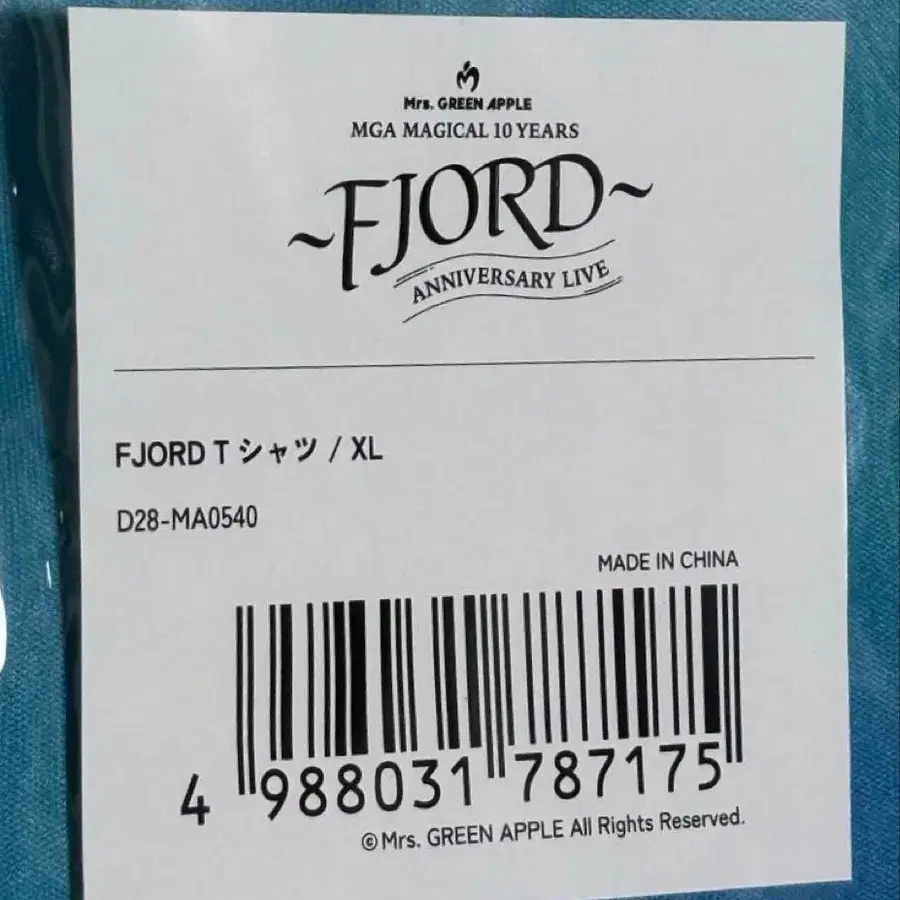 Mrs. GREEN APPLE
MGA MAGICAL 10 YEARS
~FJORD~
ANNIVERSARY LIVE
FJORD T シャツ / XL
D28-MA0540
MADE IN CHINA
4 988031 787175
©Mrs. GREEN APPLE All Rights Reserved.